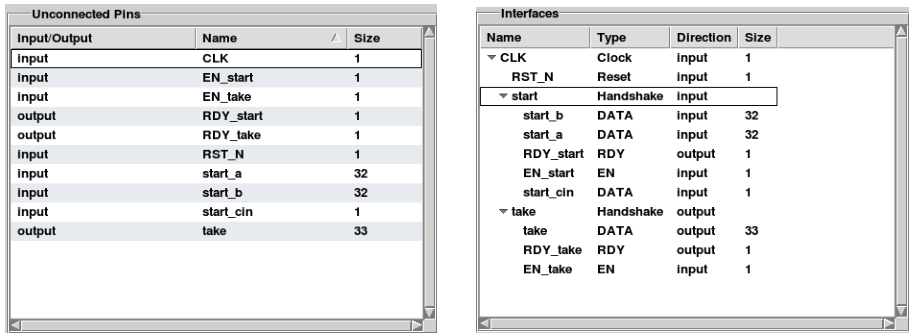 Unconnected Pins
Input/Output Name Size
input CLK 1
input EN_start 1
input EN_take 1
output RDY_start 1
output RDY_take 1
input RST_N 1
input start_a 32
input start_b 32
input start_cin 1
output take 33
Interfaces
Name Type Direction Size
CLK Clock input 1
RST_N Reset input 1
start Handshake input
start_b DATA input 32
start_a DATA input 32
RDY_start RDY output 1
EN_start EN input 1
start_cin DATA input 1
take Handshake output
take DATA output 33
RDY_take RDY output 1
EN_take EN input 1